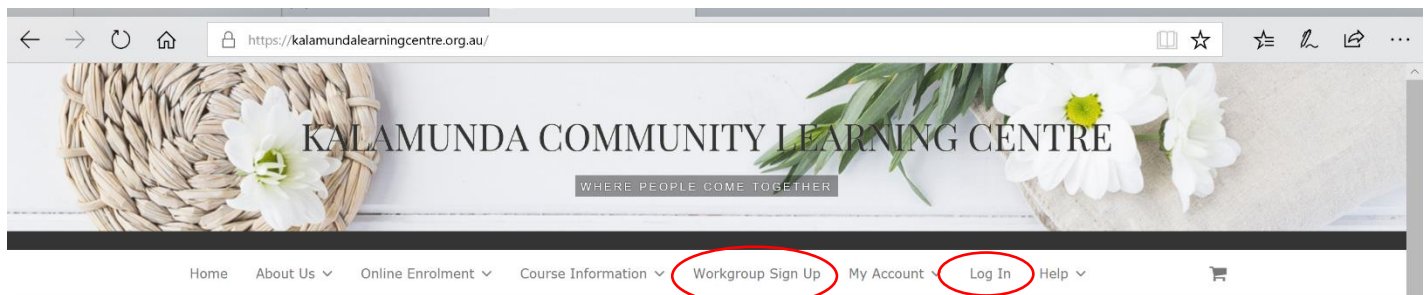 https://kalamundalearningcentre.org.au/
KALAMUNDA COMMUNITY LEARNING CENTRE
WHERE PEOPLE COME TOGETHER
Home About Us Online Enrolment Course Information Workgroup Sign Up My Account Log In Help